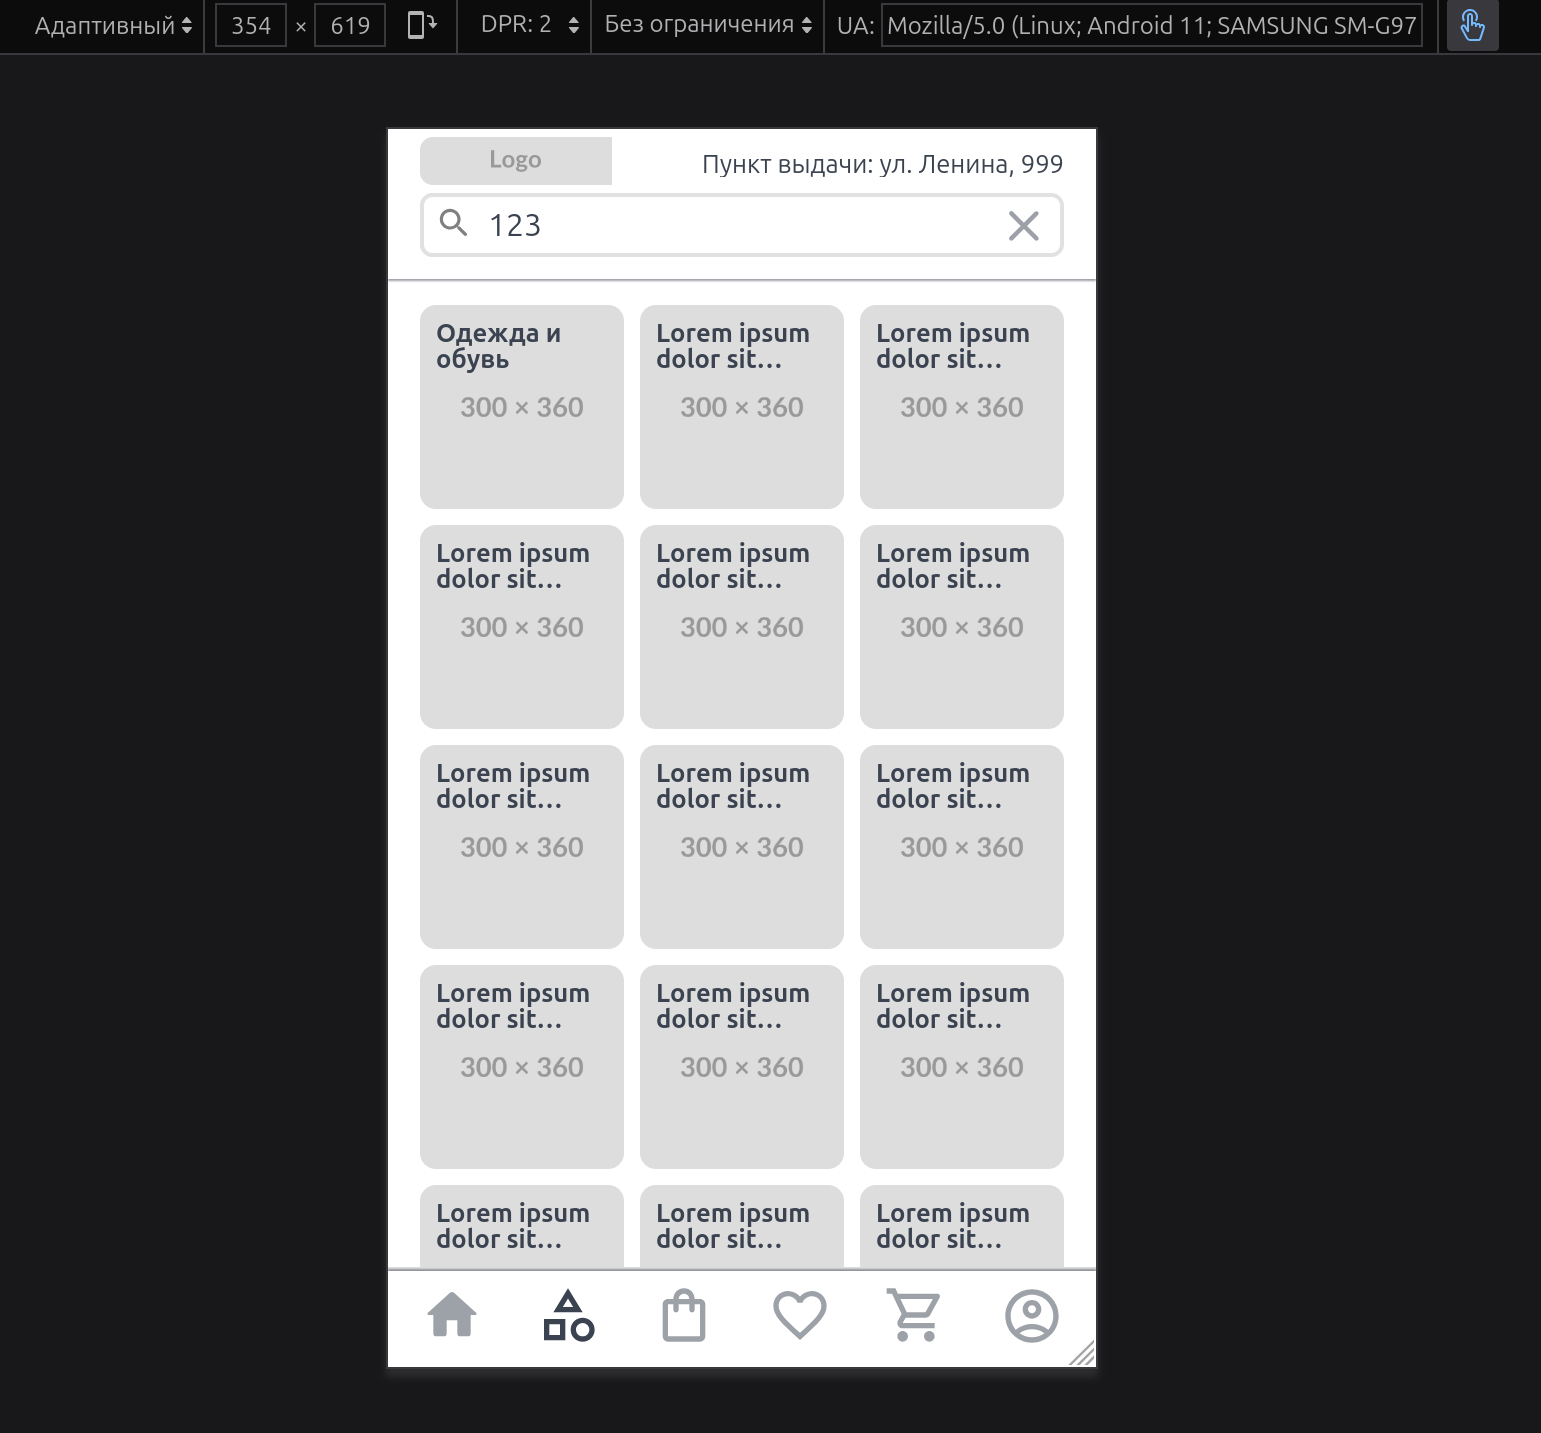 Адаптивный 354 × 619 DPR: 2 Без ограничения UA: Mozilla/5.0 (Linux; Android 11; SAMSUNG SM-G97
Logo
Пункт выдачи: ул. Ленина, 999
123
Одежда и
обувь
300 × 360
Lorem ipsum
dolor sit...
300 × 360
Lorem ipsum
dolor sit...
300 × 360
Lorem ipsum
dolor sit...
300 × 360
Lorem ipsum
dolor sit...
300 × 360
Lorem ipsum
dolor sit...
300 × 360
Lorem ipsum
dolor sit...
300 × 360
Lorem ipsum
dolor sit...
300 × 360
Lorem ipsum
dolor sit...
300 × 360
Lorem ipsum
dolor sit...
300 × 360
Lorem ipsum
dolor sit...
300 × 360
Lorem ipsum
dolor sit...
300 × 360
Lorem ipsum
dolor sit...
Lorem ipsum
dolor sit...
Lorem ipsum
dolor sit...